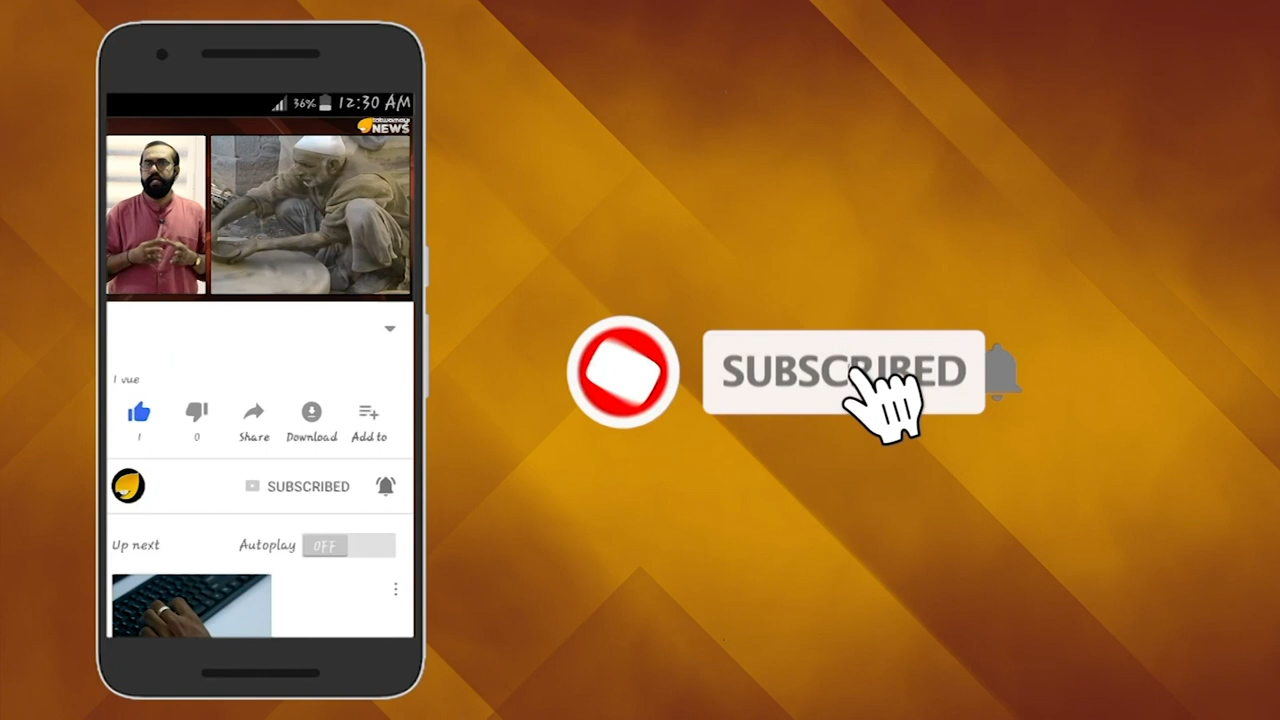 36% 12:30 AM
tatwamayi
NEWS
1 vue
1 0 Share Download Add to
SUBSCRIBED
Up next Autoplay OFF
SUBSCRIBED